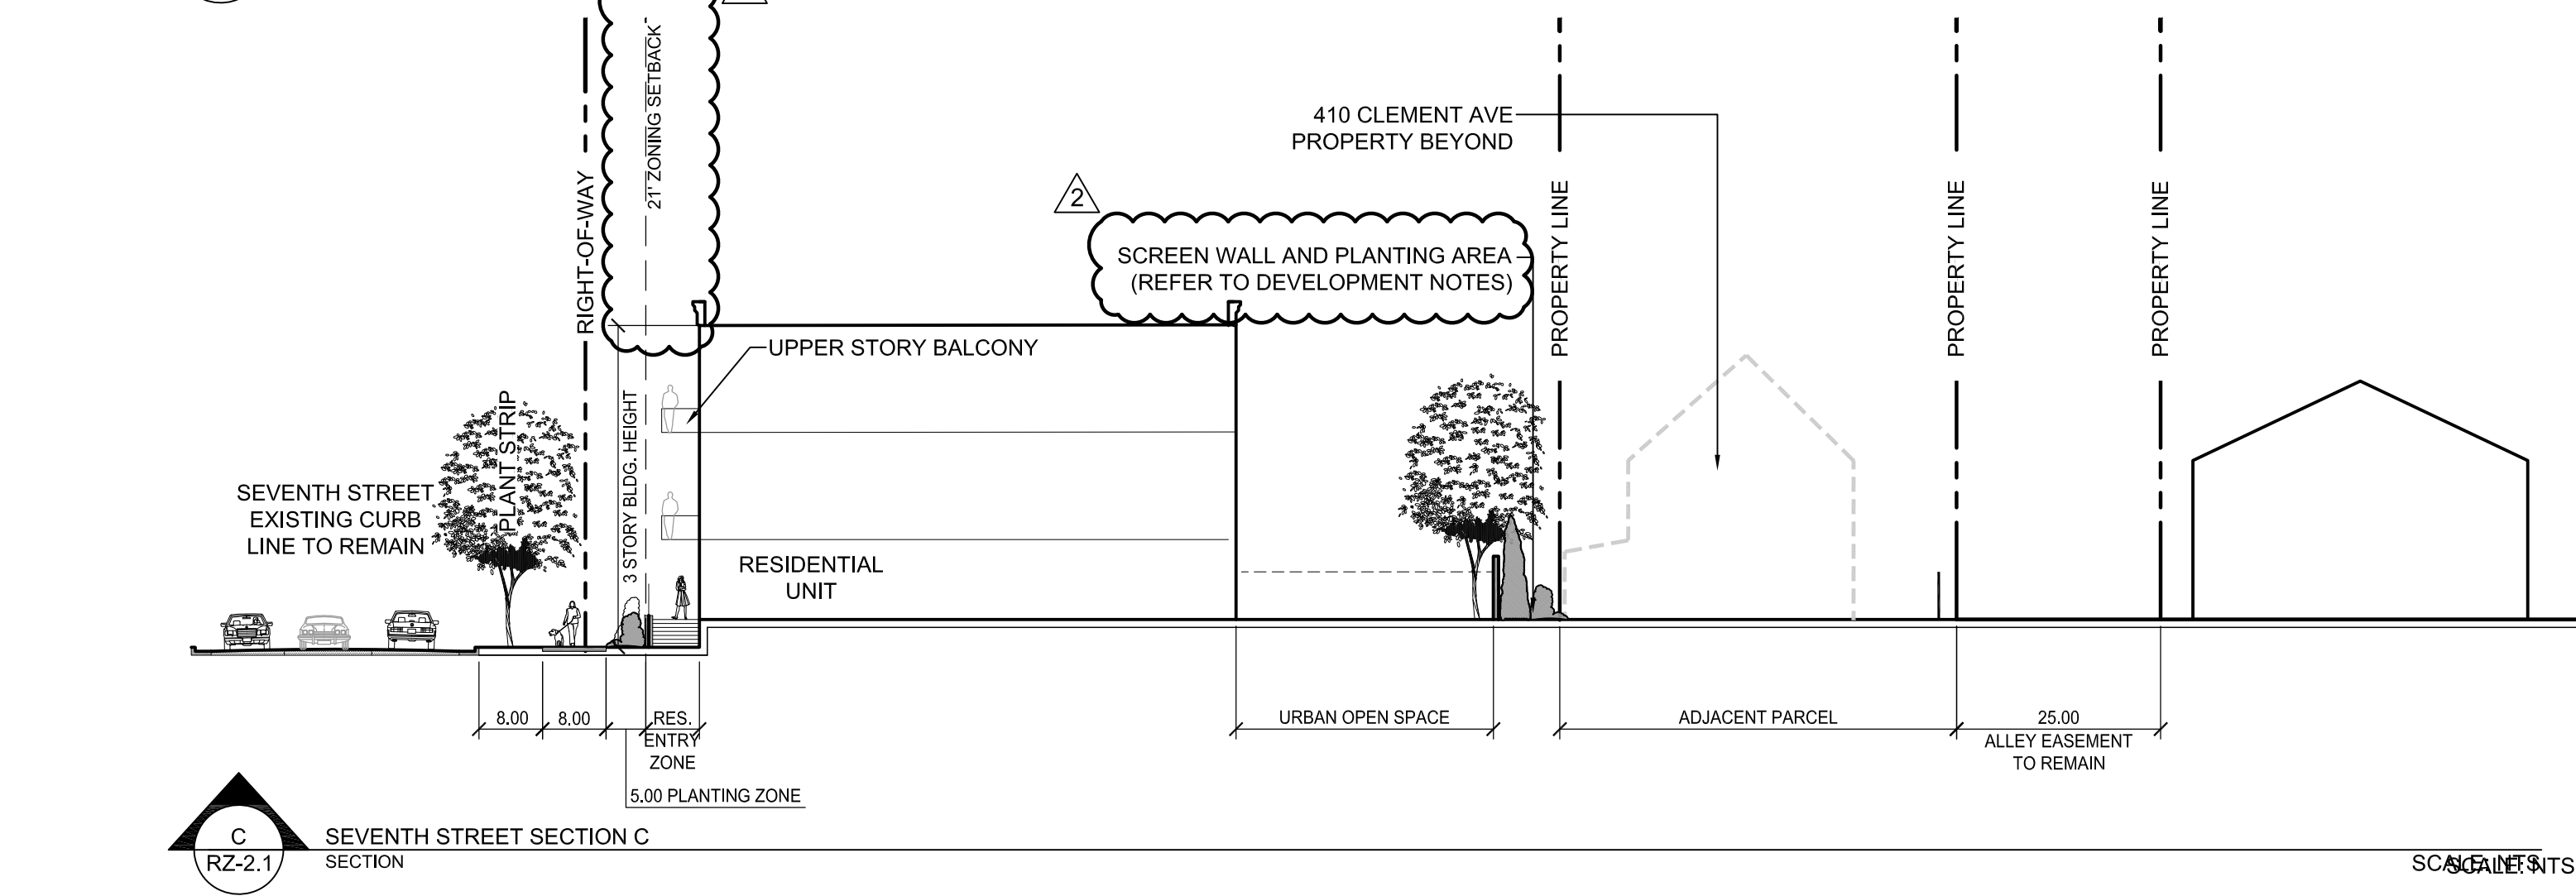 21' ZONING SETBACK
RIGHT-OF-WAY
410 CLEMENT AVE
PROPERTY BEYOND
2
SCREEN WALL AND PLANTING AREA
(REFER TO DEVELOPMENT NOTES)
PROPERTY LINE
PROPERTY LINE
PROPERTY LINE
UPPER STORY BALCONY
PLANT STRIP
3 STORY BLDG. HEIGHT
SEVENTH STREET
EXISTING CURB
LINE TO REMAIN
RESIDENTIAL
UNIT
8.00
8.00
RES.
ENTRY
ZONE
URBAN OPEN SPACE
ADJACENT PARCEL
25.00
ALLEY EASEMENT
TO REMAIN
5.00 PLANTING ZONE
C
RZ-2.1
SEVENTH STREET SECTION C
SECTION
SCALE: NTS
SCALE: NTS